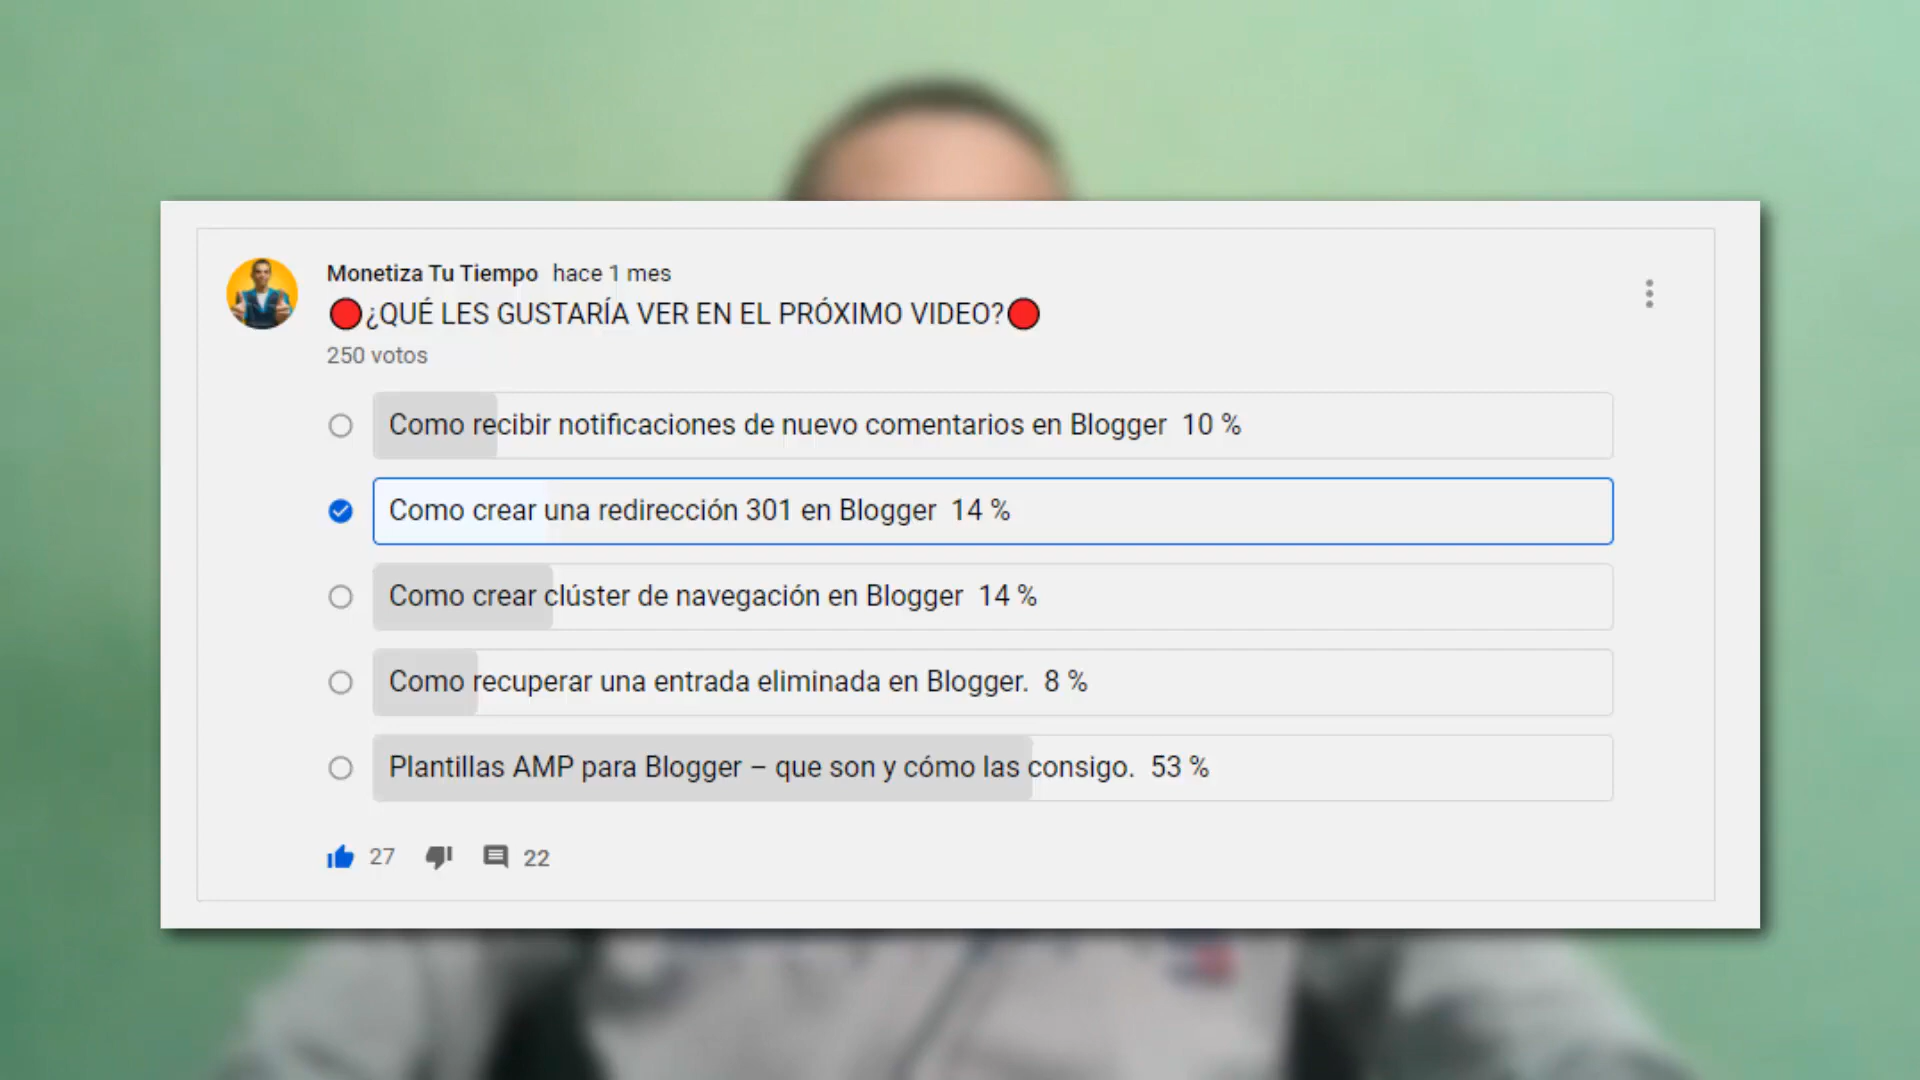 Monetiza Tu Tiempo hace 1 mes
🔴¿QUÉ LES GUSTARÍA VER EN EL PRÓXIMO VIDEO?🔴
250 votos
Como recibir notificaciones de nuevo comentarios en Blogger 10 %
Como crear una redirección 301 en Blogger 14 %
Como crear clúster de navegación en Blogger 14 %
Como recuperar una entrada eliminada en Blogger. 8 %
Plantillas AMP para Blogger – que son y cómo las consigo. 53 %
27 22